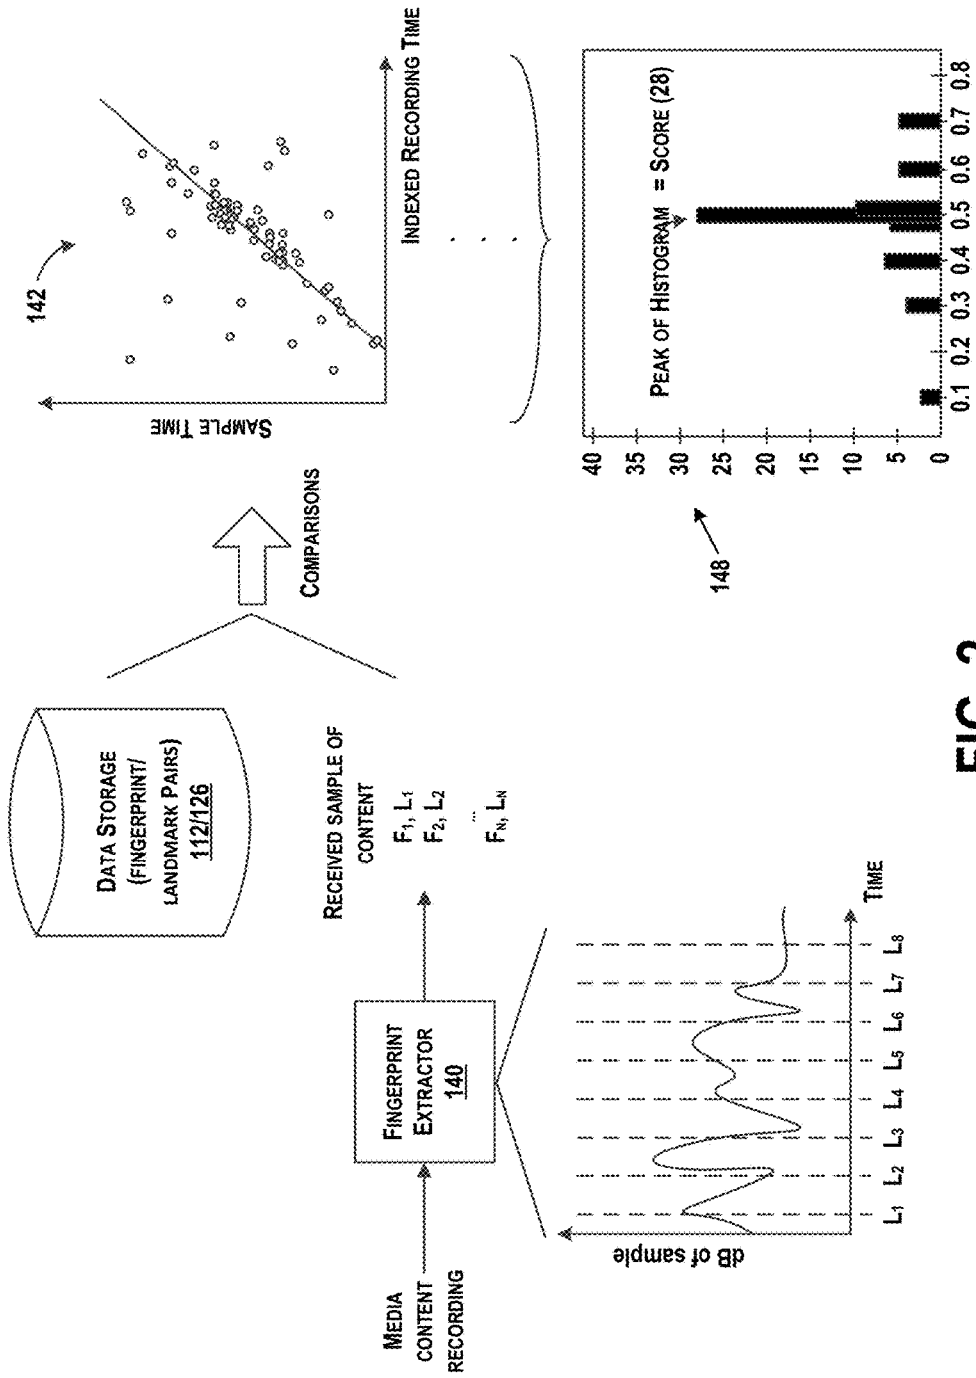 MEDIA
CONTENT
RECORDING
FINGERPRINT
EXTRACTOR
140
dB of sample
L1 L2 L3 L4 L5 L6 L7 L8
TIME
DATA STORAGE
(FINGERPRINT/
LANDMARK PAIRS)
112/126
RECEIVED SAMPLE OF
CONTENT
F1, L1
F2, L2
...
FN, LN
COMPARISONS
142
SAMPLE TIME
INDEXED RECORDING TIME
. . .
148
PEAK OF HISTOGRAM = SCORE (28)
40
35
30
25
20
15
10
5
0
0.1 0.2 0.3 0.4 0.5 0.6 0.7 0.8
FIG. 2